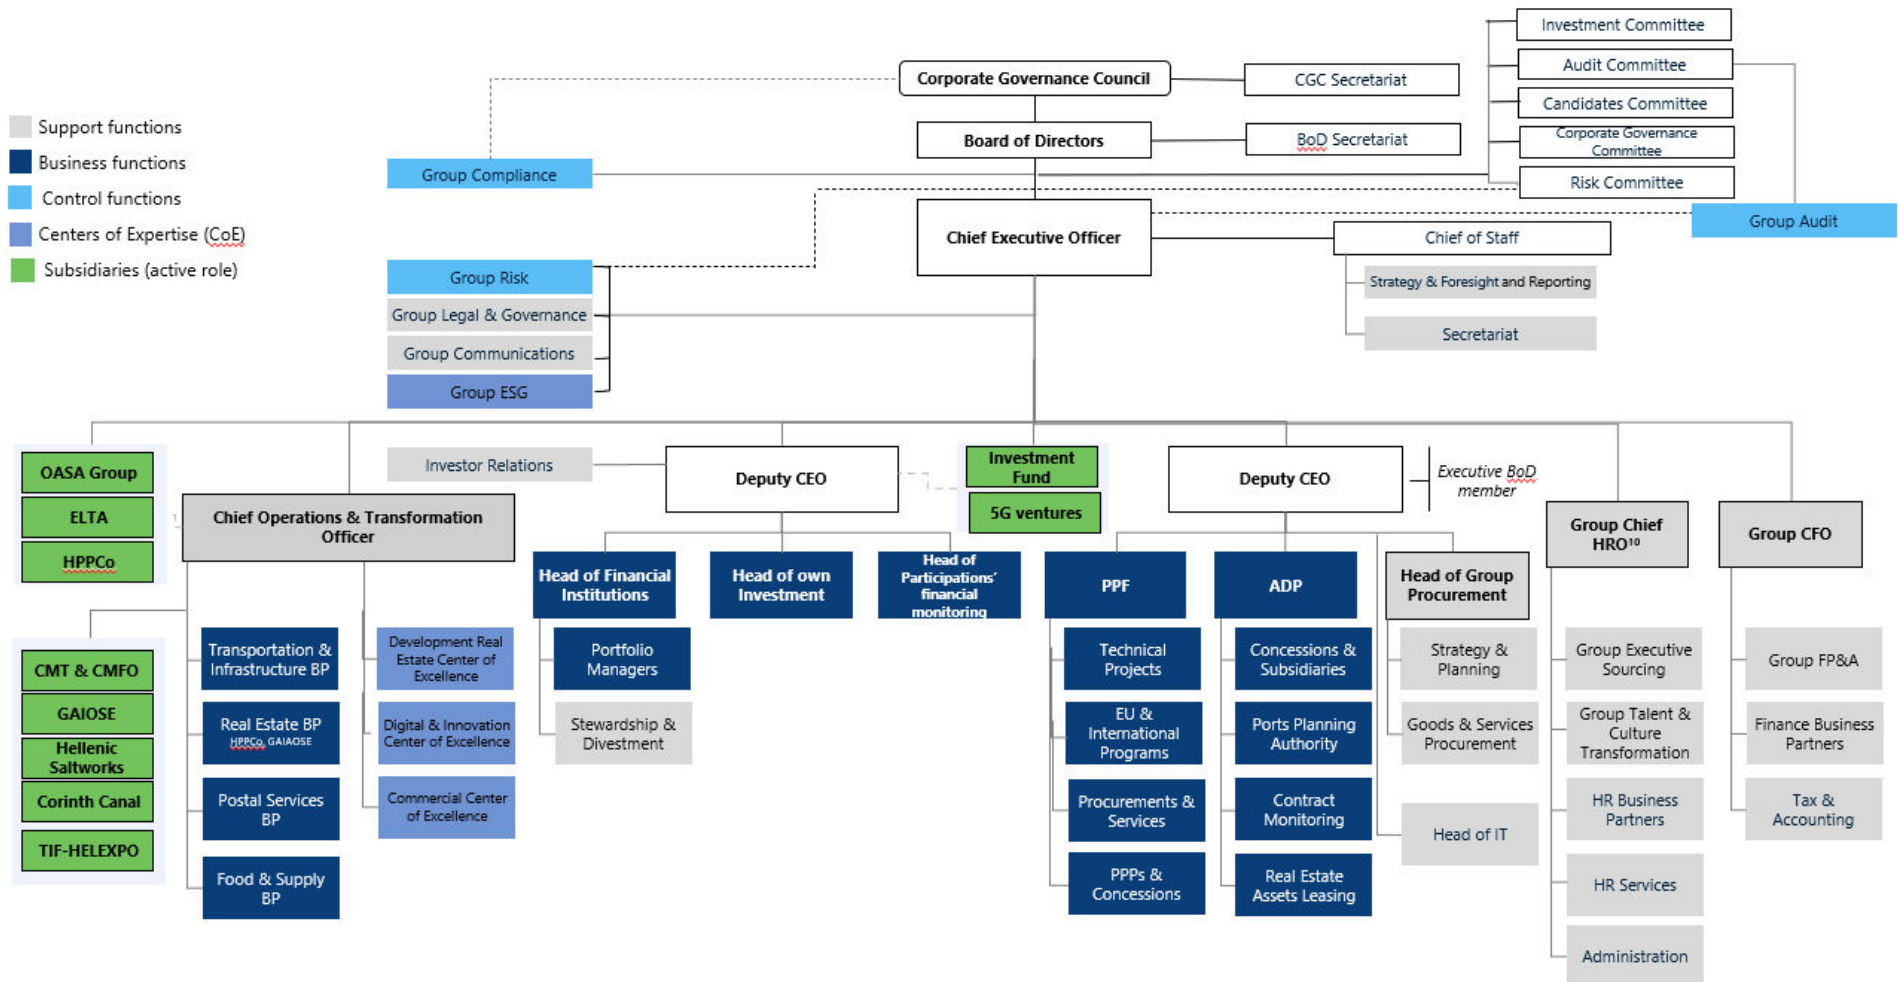 Investment Committee
Corporate Governance Council
CGC Secretariat
Audit Committee
Candidates Committee
Support functions
Business functions
Control functions
Centers of Expertise (CoE)
Subsidiaries (active role)
Board of Directors
BoD Secretariat
Corporate Governance
Committee
Group Compliance
Risk Committee
Group Audit
Chief Executive Officer
Chief of Staff
Group Risk
Strategy & Foresight and Reporting
Group Legal & Governance
Secretariat
Group Communications
Group ESG
OASA Group
ELTA
HPPCo
Investor Relations
Deputy CEO
Investment
Fund
5G ventures
Deputy CEO
Executive BoD
member
Chief Operations & Transformation
Officer
Group Chief
HRO¹⁰
Group CFO
Head of Financial
Institutions
Head of own
Investment
Head of
Participations´
financial
monitoring
PPF
ADP
Head of Group
Procurement
CMT & CMFO
GAIOSE
Hellenic
Saltworks
Corinth Canal
TIF-HELEXPO
Transportation &
Infrastructure BP
Real Estate BP
HPPCo, GAIAOSE
Postal Services
BP
Food & Supply
BP
Development Real
Estate Center of
Excellence
Digital & Innovation
Center of Excellence
Commercial Center
of Excellence
Portfolio
Managers
Stewardship &
Divestment
Technical
Projects
EU &
International
Programs
Procurements &
Services
PPPs &
Concessions
Concessions &
Subsidiaries
Ports Planning
Authority
Contract
Monitoring
Real Estate
Assets Leasing
Strategy &
Planning
Goods & Services
Procurement
Head of IT
Group Executive
Sourcing
Group Talent &
Culture
Transformation
HR Business
Partners
HR Services
Administration
Group FP&A
Finance Business
Partners
Tax &
Accounting